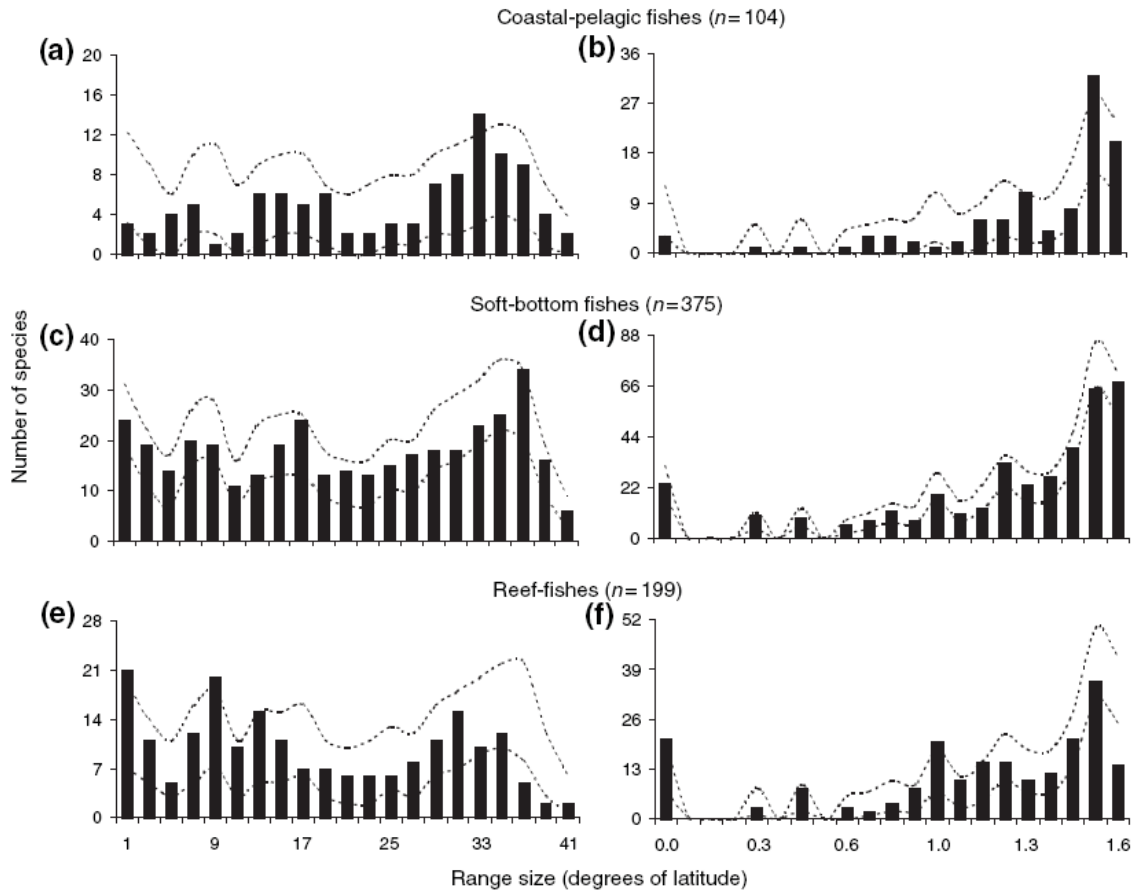 Coastal-pelagic fishes (n=104)
(a)
20
16
12
8
4
0
(b)
36
27
18
9
0
Soft-bottom fishes (n=375)
(c)
40
30
20
10
0
(d)
88
66
44
22
0
Number of species
Reef-fishes (n=199)
(e)
28
21
14
7
0
1 9 17 25 33 41
(f)
52
39
26
13
0
0.0 0.3 0.6 1.0 1.3 1.6
Range size (degrees of latitude)